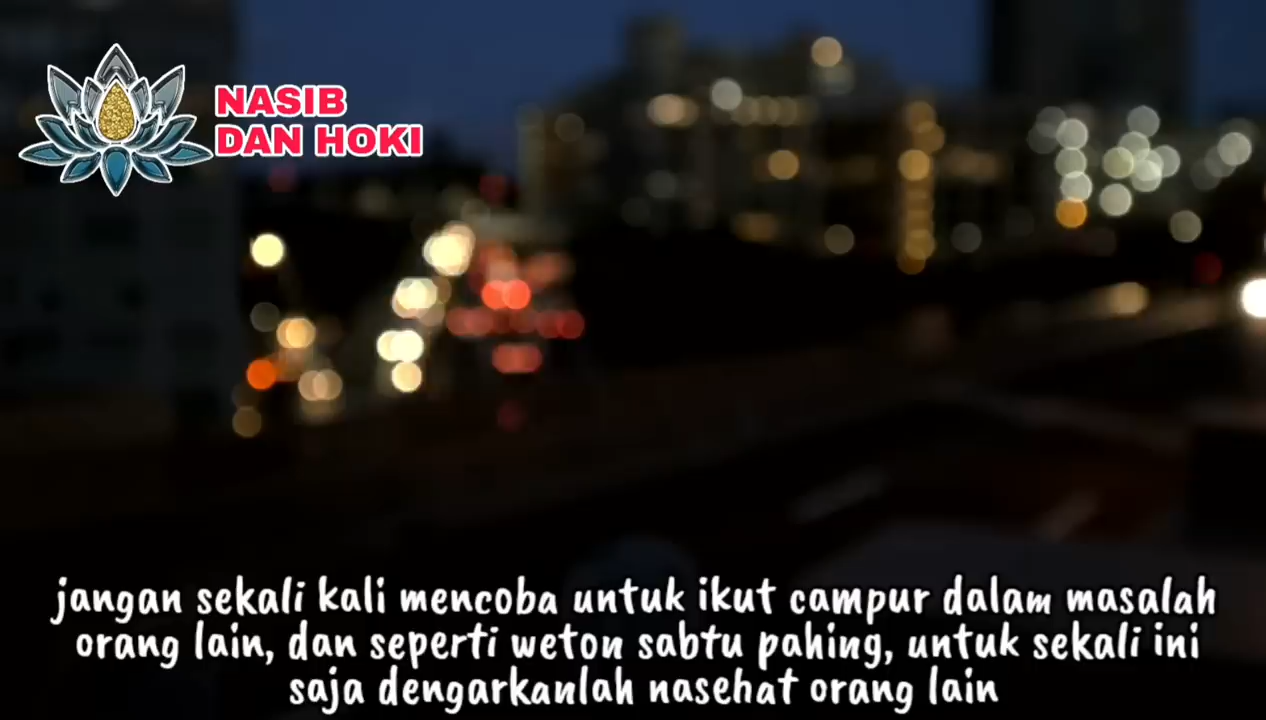 NASIB
DAN HOKI
jangan sekali kali mencoba untuk ikut campur dalam masalah
orang lain, dan seperti weton sabtu pahing, untuk sekali ini
saja dengarkanlah nasehat orang lain